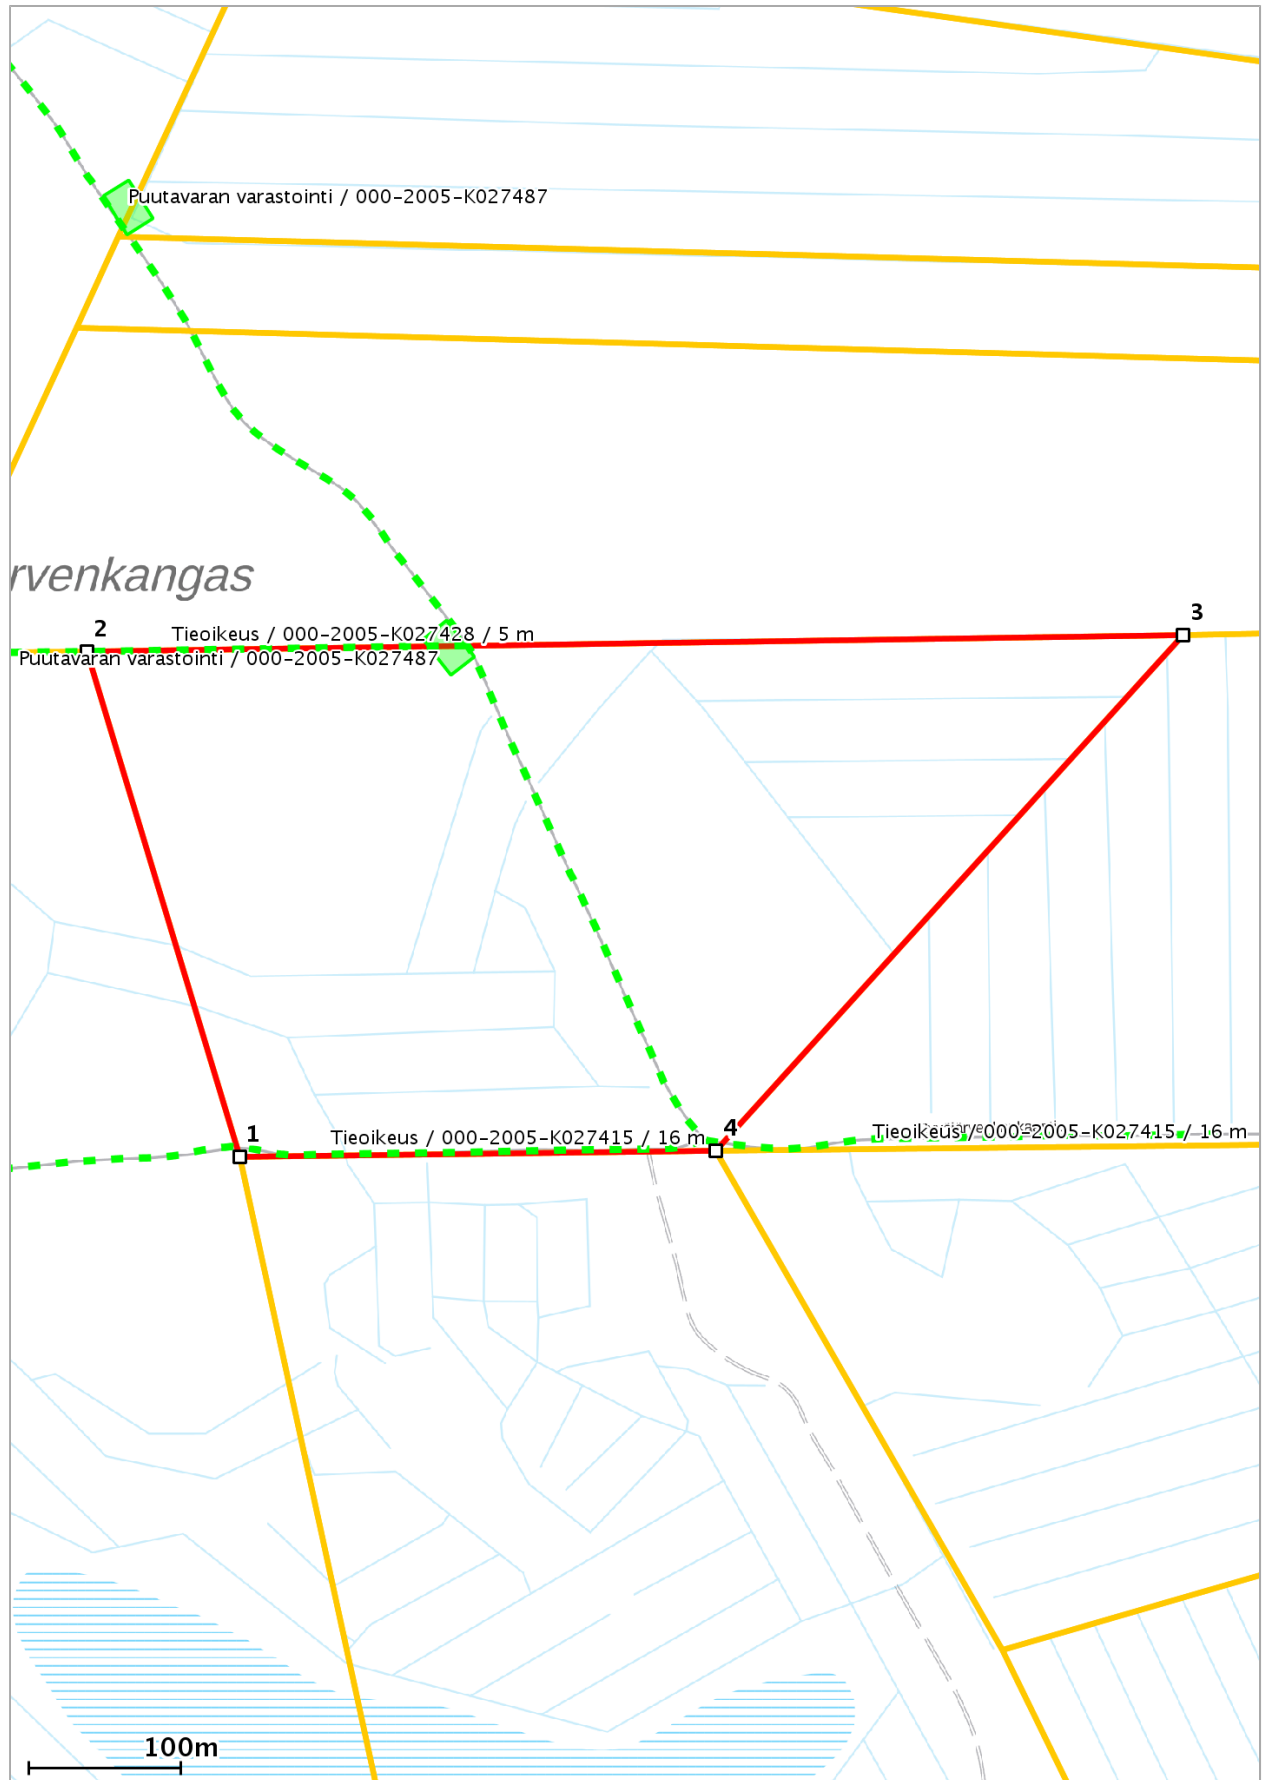 Puutavaran varastointi / 000-2005-K027487
rvenkangas
3
2
Tieoikeus / 000-2005-K027428 / 5 m
Puutavaran varastointi / 000-2005-K027487
1
Tieoikeus / 000-2005-K027415 / 16 m
4
Tieoikeus / 000-2005-K027415 / 16 m
100m